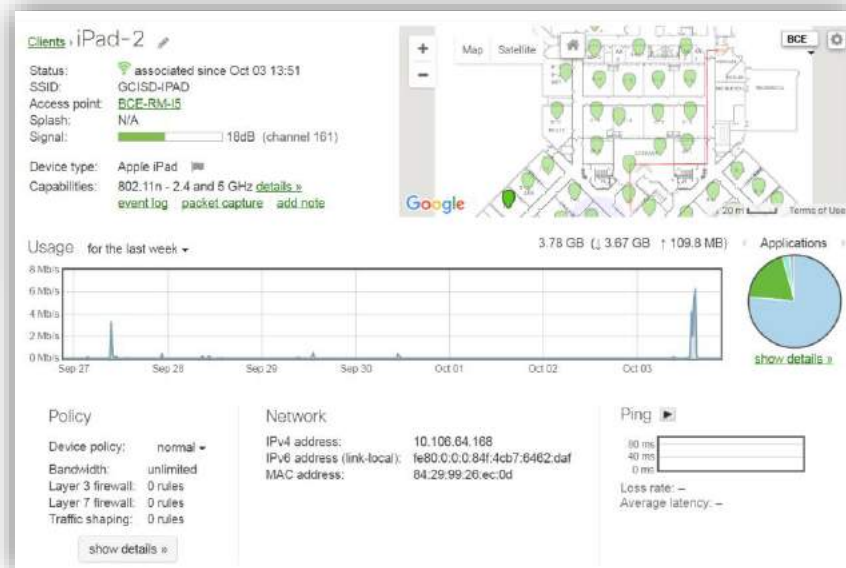 Clients › iPad-2
Status: associated since Oct 03 13:51
SSID: GCISD-IPAD
Access point: BCE-RM-I5
Splash: N/A
Signal: 18dB (channel 161)
Device type: Apple iPad
Capabilities: 802.11n - 2.4 and 5 GHz details »
event log packet capture add note
+
−
Map Satellite
BCE
Google
20 m
Terms of Use
Usage for the last week
3.78 GB (↓ 3.67 GB ↑ 109.8 MB)
Applications
8 Mb/s
6 Mb/s
4 Mb/s
2 Mb/s
0 Mb/s
Sep 27 Sep 28 Sep 29 Sep 30 Oct 01 Oct 02 Oct 03
show details »
Policy
Device policy: normal
Bandwidth: unlimited
Layer 3 firewall: 0 rules
Layer 7 firewall: 0 rules
Traffic shaping: 0 rules
show details »
Network
IPv4 address: 10.106.64.168
IPv6 address (link-local): fe80:0:0:0:84f:4cb7:6462:daf
MAC address: 84:29:99:26:ec:0d
Ping
80 ms
40 ms
0 ms
Loss rate: –
Average latency: –